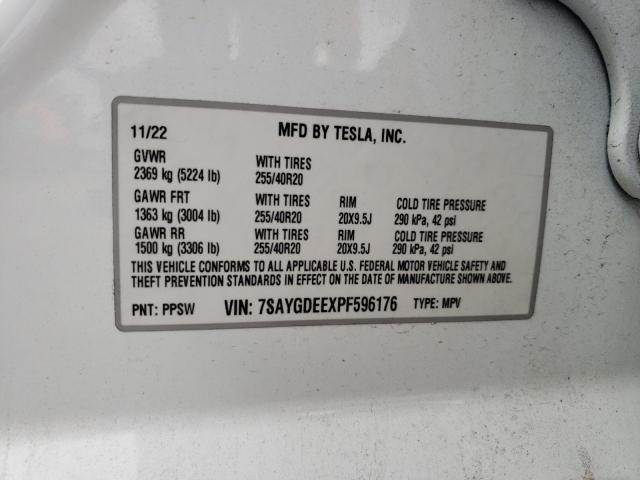 11/22 MFD BY TESLA, INC.
GVWR WITH TIRES
2369 kg (5224 lb) 255/40R20
GAWR FRT WITH TIRES RIM COLD TIRE PRESSURE
1363 kg (3004 lb) 255/40R20 20X9.5J 290 kPa, 42 psi
GAWR RR WITH TIRES RIM COLD TIRE PRESSURE
1500 kg (3306 lb) 255/40R20 20X9.5J 290 kPa, 42 psi
THIS VEHICLE CONFORMS TO ALL APPLICABLE U.S. FEDERAL MOTOR VEHICLE SAFETY AND
THEFT PREVENTION STANDARDS IN EFFECT ON THE DATE OF MANUFACTURE SHOWN ABOVE.
PNT: PPSW VIN: 7SAYGDEEXPF596176 TYPE: MPV